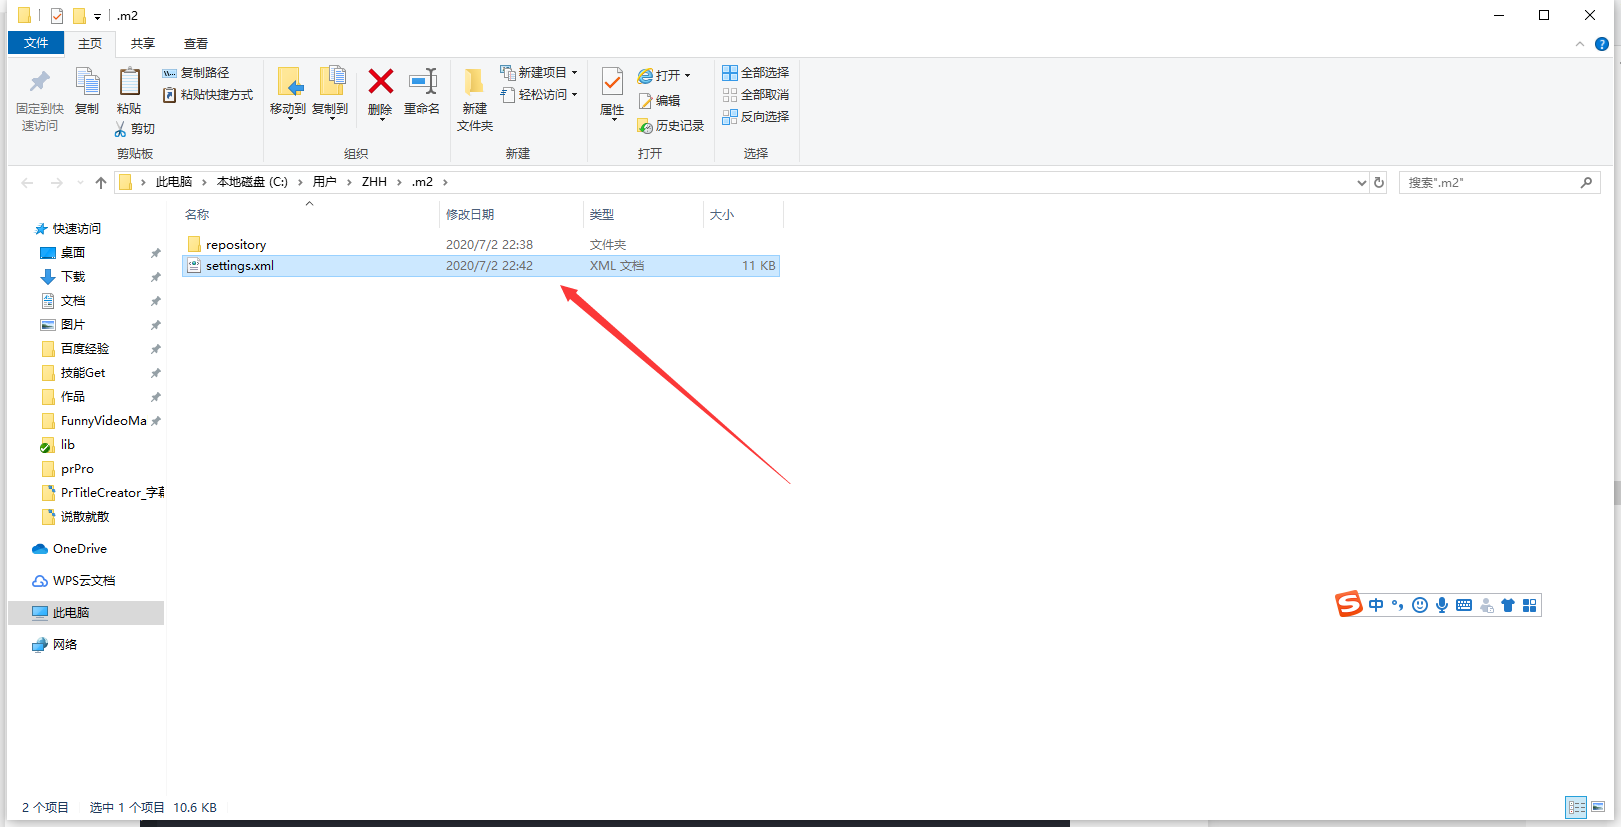 .m2
文件 主页 共享 查看
固定到快速访问
复制
粘贴
复制路径
粘贴快捷方式
剪切
剪贴板
移动到
复制到
删除
重命名
组织
新建
文件夹
新建项目
轻松访问
新建
属性
打开
编辑
历史记录
打开
全部选择
全部取消
反向选择
选择
此电脑 本地磁盘 (C:) 用户 ZHH .m2
搜索".m2"
名称 修改日期 类型 大小
repository 2020/7/2 22:38 文件夹
settings.xml 2020/7/2 22:42 XML 文档 11 KB
快速访问
桌面
下载
文档
图片
百度经验
技能Get
作品
FunnyVideoMa
lib
prPro
PrTitleCreator_字幕
说散就散
OneDrive
WPS云文档
此电脑
网络
S 中
2 个项目 选中 1 个项目 10.6 KB